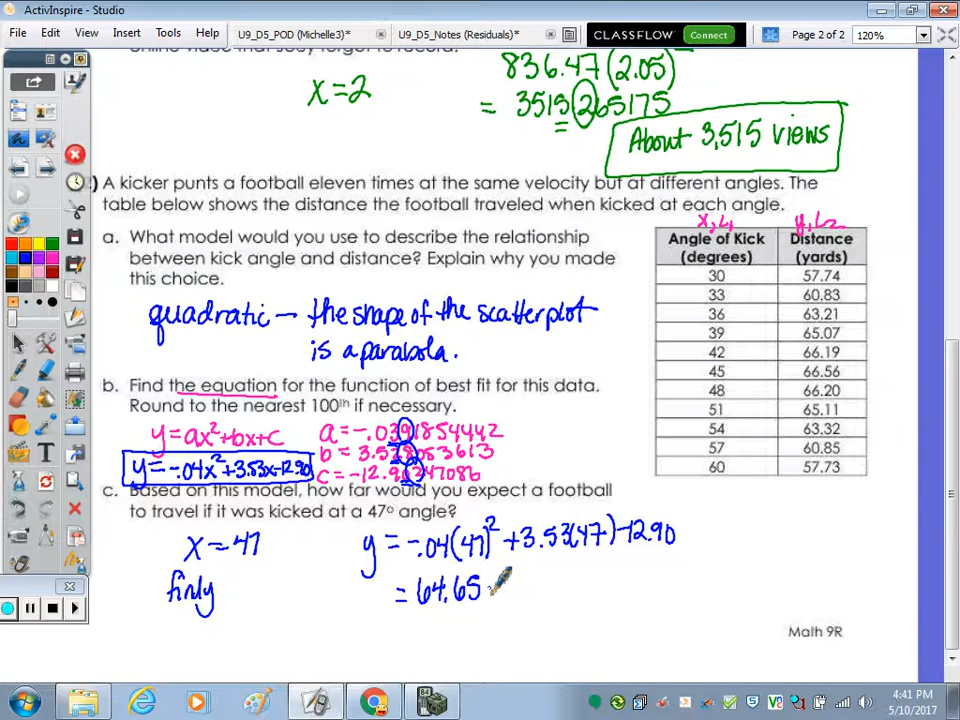 ActivInspire - Studio
File Edit View Insert Tools Help
U9_D5_POD (Michelle3)*
U9_D5_Notes (Residuals)*
CLASSFLOW Connect
Page 2 of 2
120%
x=2
836.47(2.05)
= 3515.265175
About 3,515 views
) A kicker punts a football eleven times at the same velocity but at different angles. The
table below shows the distance the football traveled when kicked at each angle.
a. What model would you use to describe the relationship
between kick angle and distance? Explain why you made
this choice.
quadratic – the shape of the scatterplot
is a parabola.
x, L₁ y, L₂
Angle of Kick (degrees) Distance (yards)
30 57.74
33 60.83
36 63.21
39 65.07
42 66.19
45 66.56
48 66.20
51 65.11
54 63.32
57 60.85
60 57.73
b. Find the equation for the function of best fit for this data.
Round to the nearest 100th if necessary.
y=ax²+bx+c
a = -.0391854442
b = 3.528053613
c = -12.90347086
y=-.04x²+3.53x-12.90
c. Based on this model, how far would you expect a football
to travel if it was kicked at a 47° angle?
x=47
find y
y = -.04(47)²+3.53(47)-12.90
= 64.65
Math 9R
4:41 PM
5/10/2017